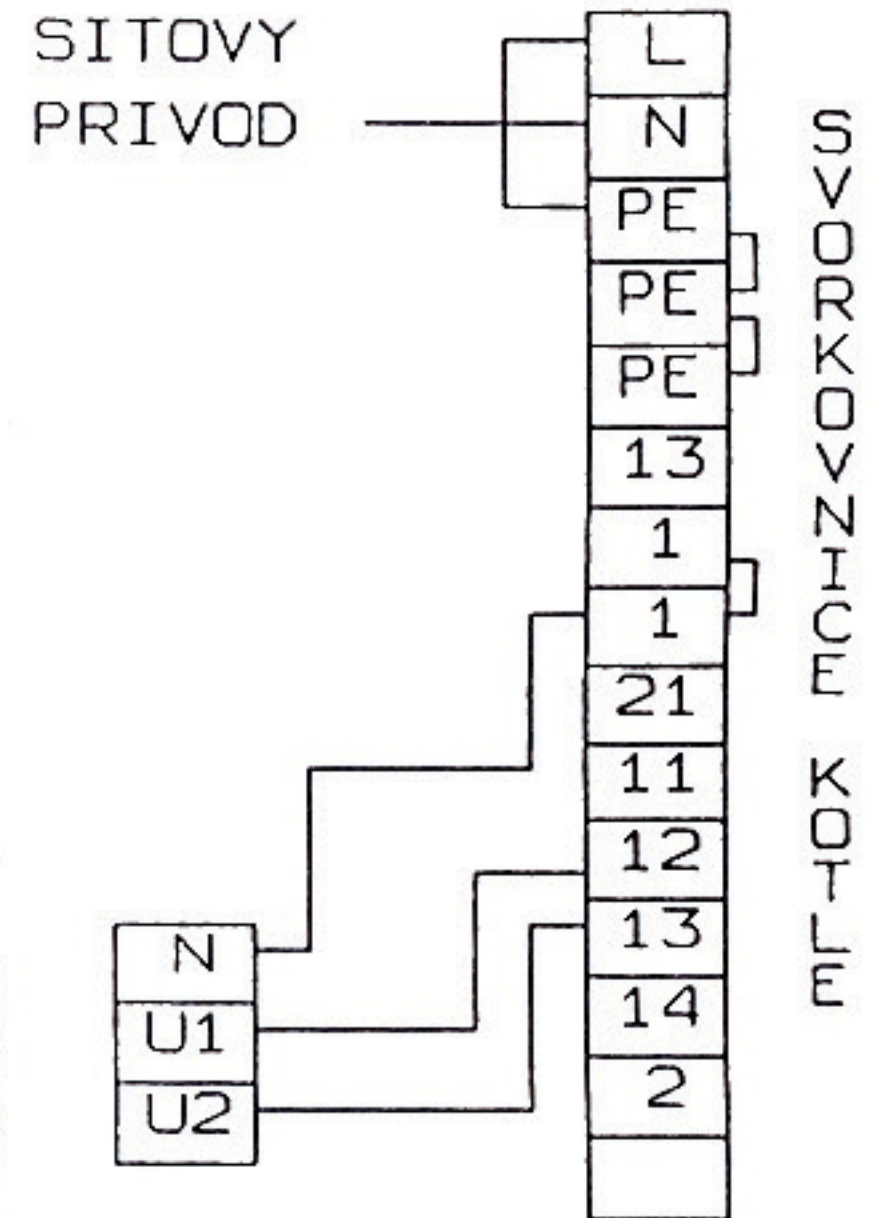 SITOVY
PRIVOD
L
N
PE
PE
PE
13
1
1
21
11
12
13
14
2
N
U1
U2
SVORKOVNICE KOTLE